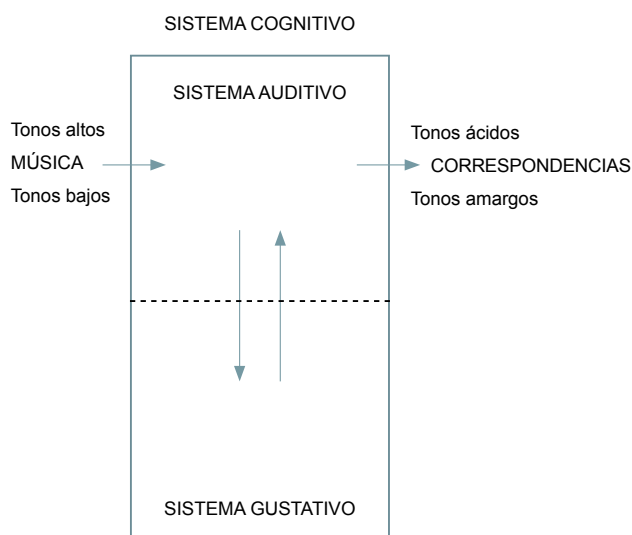 SISTEMA COGNITIVO
SISTEMA AUDITIVO
Tonos altos
MÚSICA
Tonos bajos
Tonos ácidos
CORRESPONDENCIAS
Tonos amargos
SISTEMA GUSTATIVO